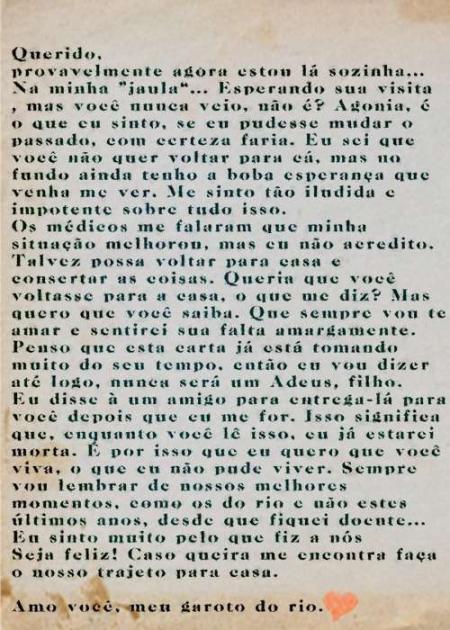 Querido,
provavelmente agora estou lá sozinha...
Na minha "jaula"... Esperando sua visita
, mas você nunca veio, não é? Agonia, é
o que eu sinto, se eu pudesse mudar o
passado, com certeza faria. Eu sei que
você não quer voltar para cá, mas no
fundo ainda tenho a boba esperança que
venha me ver. Me sinto tão iludida e
impotente sobre tudo isso.
Os médicos me falaram que minha
situação melhorou, mas eu não acredito.
Talvez possa voltar para casa e
consertar as coisas. Queria que você
voltasse para a casa, o que me diz? Mas
quero que você saiba. Que sempre vou te
amar e sentirei sua falta amargamente.
Penso que esta carta já está tomando
muito do seu tempo, então eu vou dizer
até logo, nunca será um Adeus, filho.
Eu disse à um amigo para entrega-lá para
você depois que eu me for. Isso significa
que, enquanto você lê isso, eu já estarei
morta. E por isso que eu quero que você
viva, o que eu não pude viver. Sempre
vou lembrar de nossos melhores
momentos, como os do rio e não estes
últimos anos, desde que fiquei doente...
Eu sinto muito pelo que fiz a nós
Seja feliz! Caso queira me encontra faça
o nosso trajeto para casa.
Amo você, meu garoto do rio.